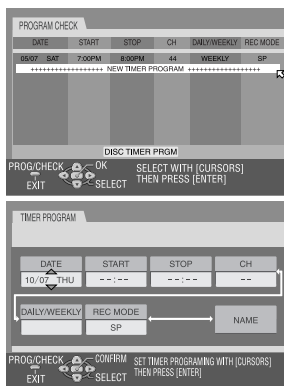 PROGRAM CHECK
DATE START STOP CH DAILY/WEEKLY REC MODE
05/07 SAT 7:00PM 8:00PM 44 WEEKLY SP
++++++++++++++++++ NEW TIMER PROGRAM ++++++++++++++++++
DISC TIMER PRGM
PROG/CHECK OK SELECT WITH [CURSORS]
EXIT SELECT THEN PRESS [ENTER]
TIMER PROGRAM
DATE START STOP CH
10/07 THU --:-- --:-- --
DAILY/WEEKLY REC MODE NAME
SP
PROG/CHECK CONFIRM SET TIMER PROGRAMING WITH [CURSORS]
EXIT SELECT THEN PRESS [ENTER]